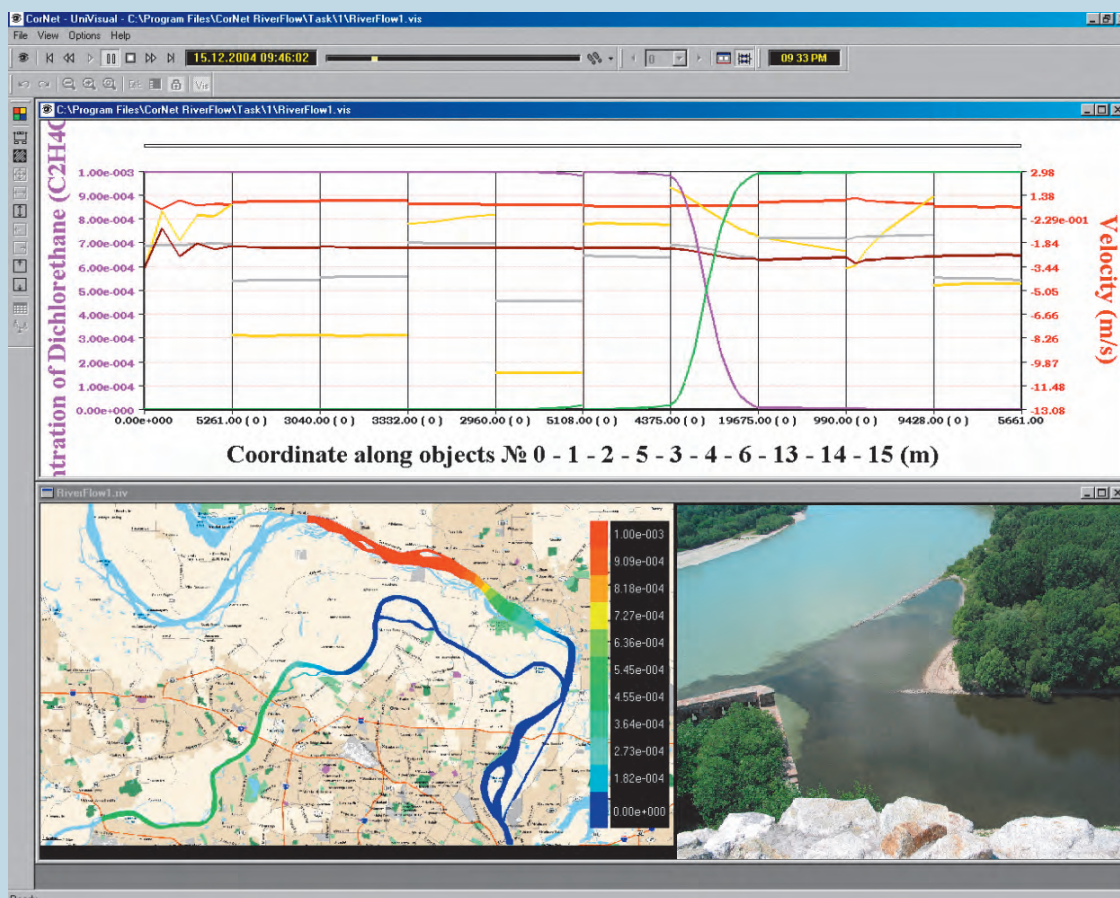 CorNet - UniVisual - C:\Program Files\CorNet RiverFlow\Task\1\RiverFlow1.vis
File View Options Help
15.12.2004 09:46:02
0
09:33 PM
Vis
C:\Program Files\CorNet RiverFlow\Task\1\RiverFlow1.vis
ntration of Dichlorethane (C2H4C
1.00e-003
9.00e-004
8.00e-004
7.00e-004
6.00e-004
5.00e-004
4.00e-004
3.00e-004
2.00e-004
1.00e-004
0.00e+000
2.98
1.38
-2.29e-001
-1.84
-3.44
-5.05
-6.66
-8.26
-9.87
-11.48
-13.08
Velocity (m/s)
0.00e+000 5261.00 ( 0 ) 3040.00 ( 0 ) 3332.00 ( 0 ) 2960.00 ( 0 ) 5108.00 ( 0 ) 4375.00 ( 0 ) 19675.00 ( 0 ) 990.00 ( 0 ) 9428.00 ( 0 ) 5661.00
Coordinate along objects № 0 - 1 - 2 - 5 - 3 - 4 - 6 - 13 - 14 - 15 (m)
RiverFlow1.riv
1.00e-003
9.09e-004
8.18e-004
7.27e-004
6.36e-004
5.45e-004
4.55e-004
3.64e-004
2.73e-004
1.82e-004
0.00e+000